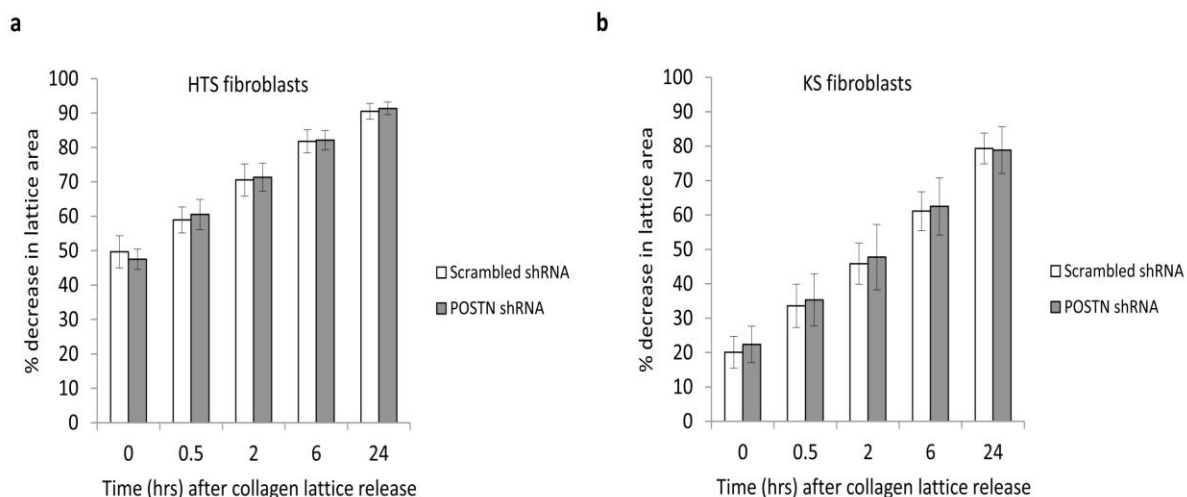 a
HTS fibroblasts
% decrease in lattice area
100
90
80
70
60
50
40
30
20
10
0
0 0.5 2 6 24
Time (hrs) after collagen lattice release
Scrambled shRNA
POSTN shRNA
b
KS fibroblasts
% decrease in lattice area
100
90
80
70
60
50
40
30
20
10
0
0 0.5 2 6 24
Time (hrs) after collagen lattice release
Scrambled shRNA
POSTN shRNA